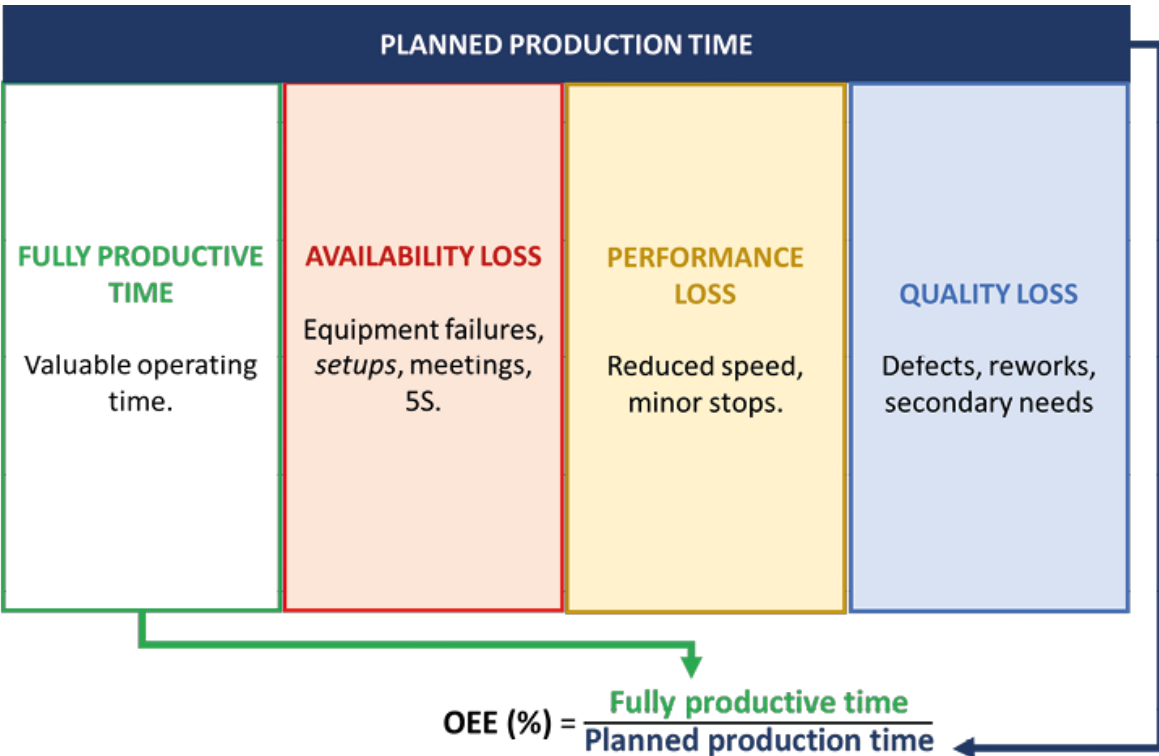 PLANNED PRODUCTION TIME
FULLY PRODUCTIVE
TIME
Valuable operating
time.
AVAILABILITY LOSS
Equipment failures,
setups, meetings,
5S.
PERFORMANCE
LOSS
Reduced speed,
minor stops.
QUALITY LOSS
Defects, reworks,
secondary needs
OEE (%) =
Fully productive time
Planned production time